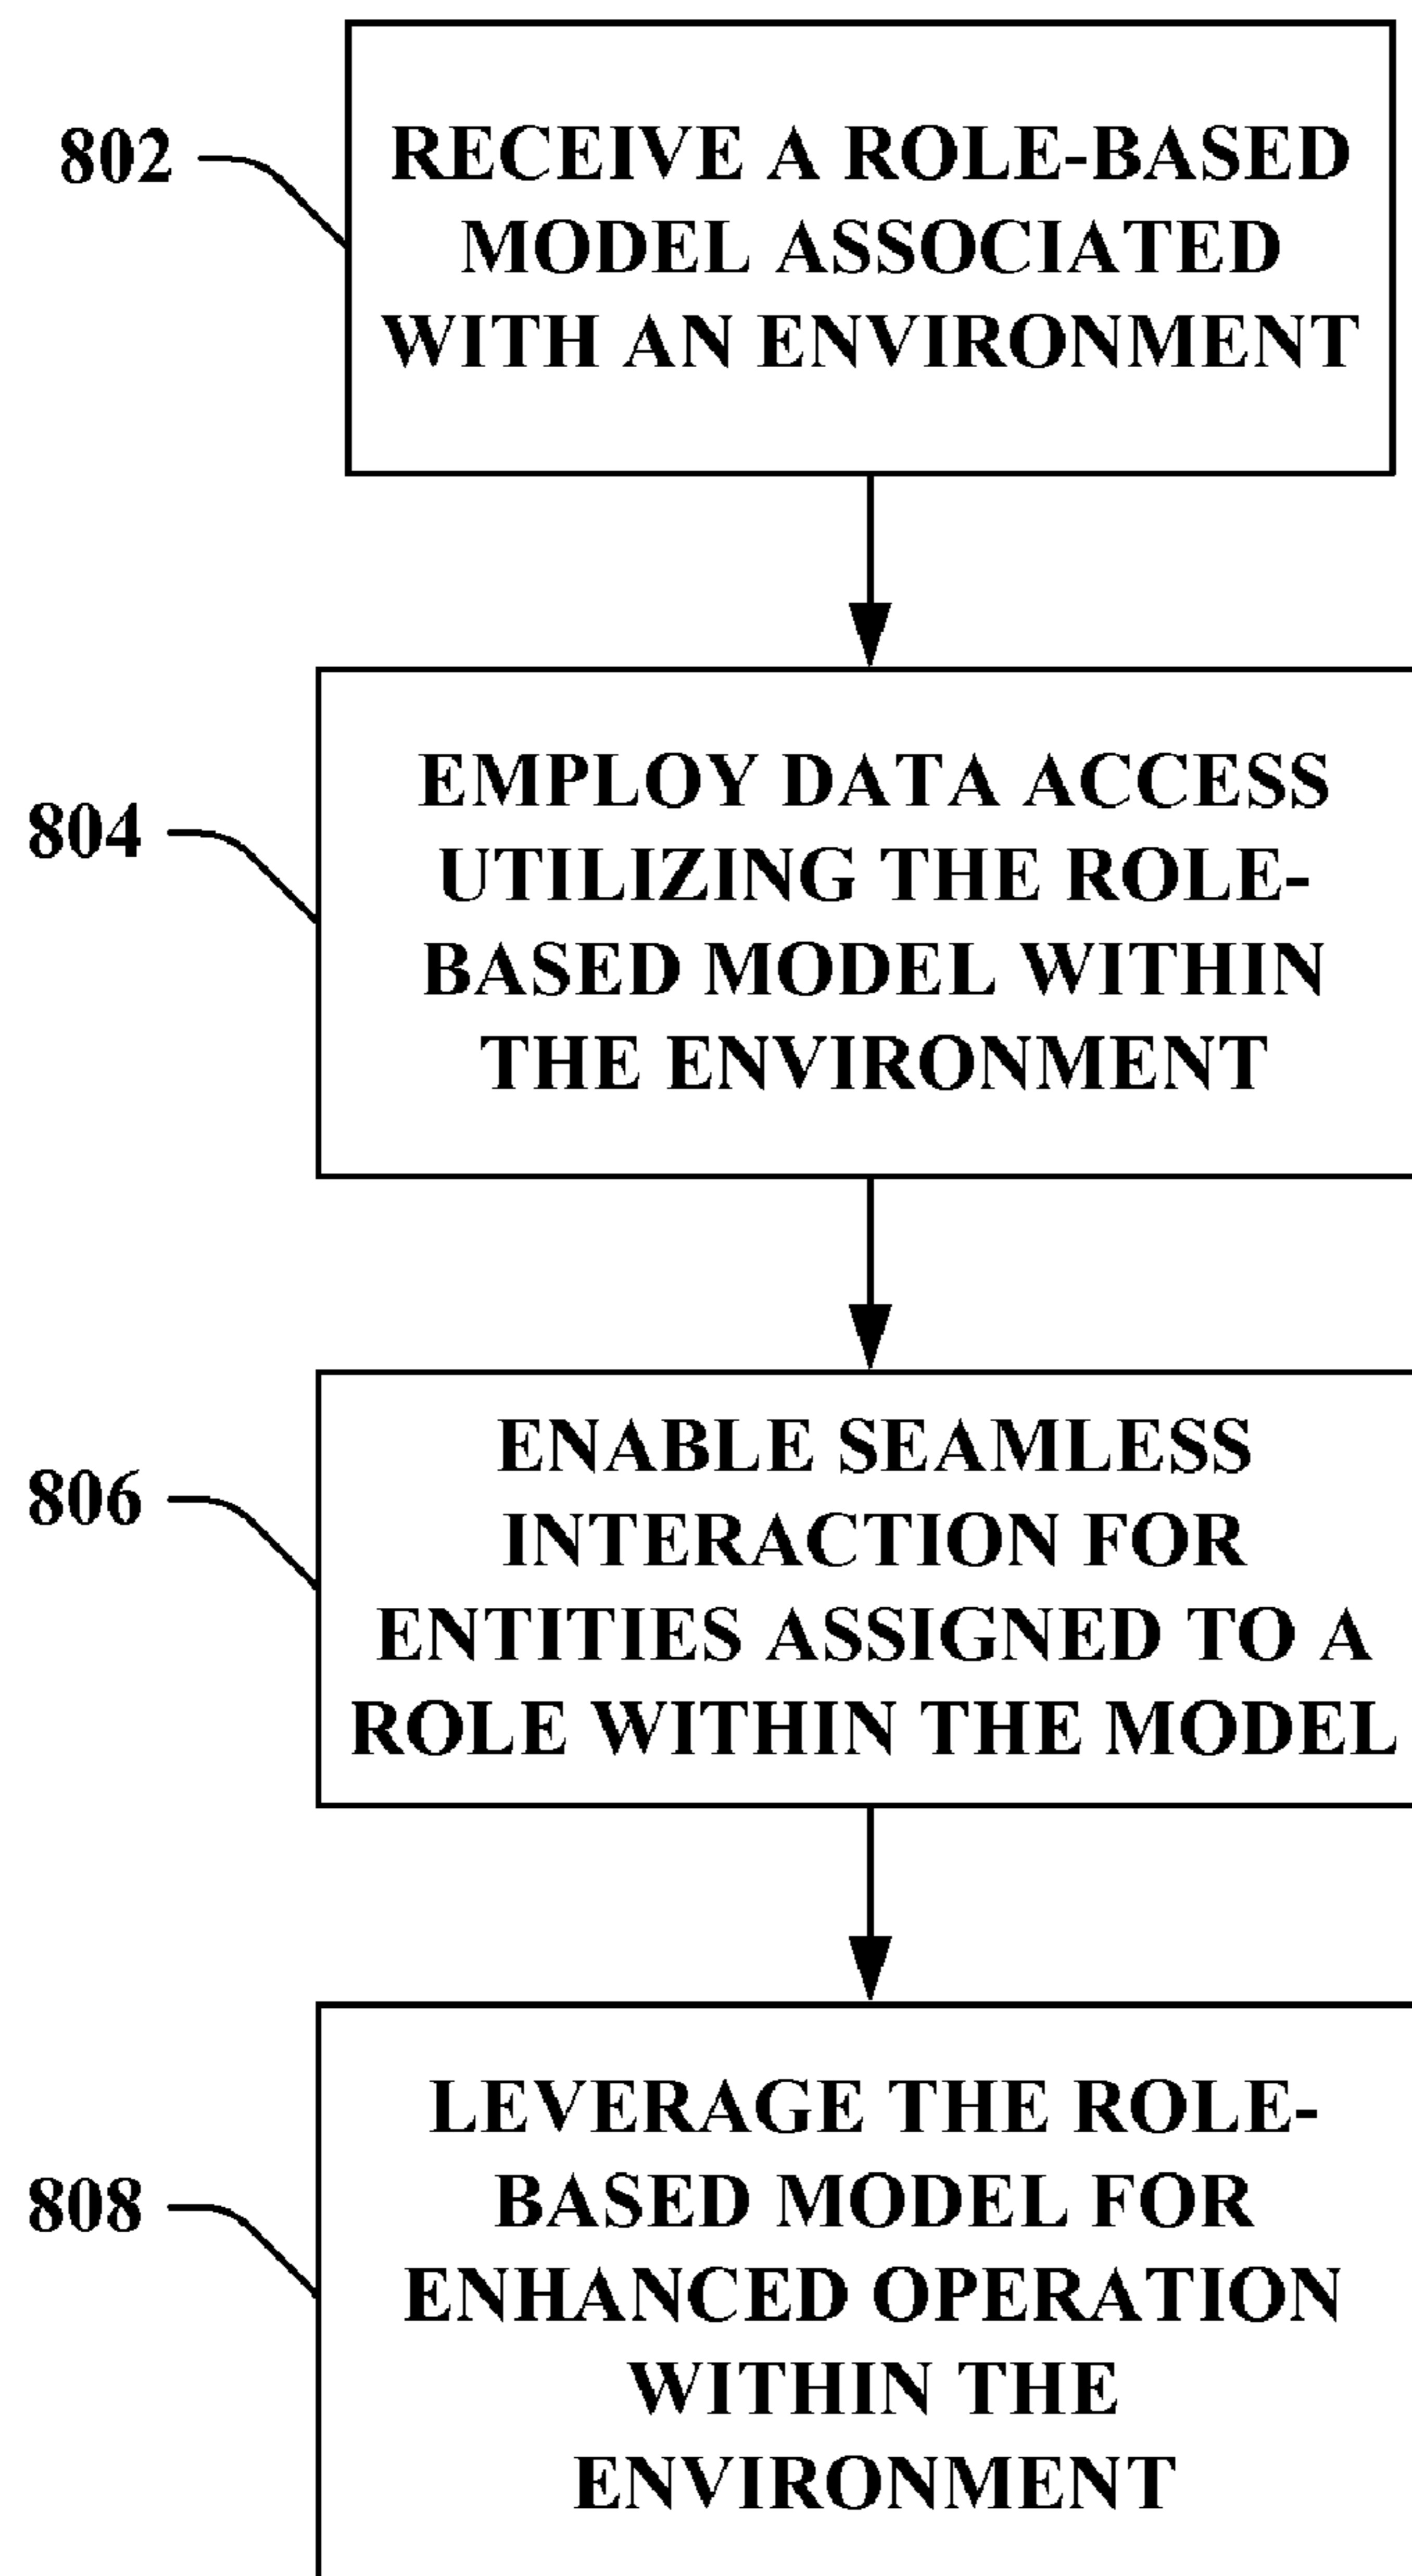 802
RECEIVE A ROLE-BASED
MODEL ASSOCIATED
WITH AN ENVIRONMENT
804
EMPLOY DATA ACCESS
UTILIZING THE ROLE-
BASED MODEL WITHIN
THE ENVIRONMENT
806
ENABLE SEAMLESS
INTERACTION FOR
ENTITIES ASSIGNED TO A
ROLE WITHIN THE MODEL
808
LEVERAGE THE ROLE-
BASED MODEL FOR
ENHANCED OPERATION
WITHIN THE
ENVIRONMENT